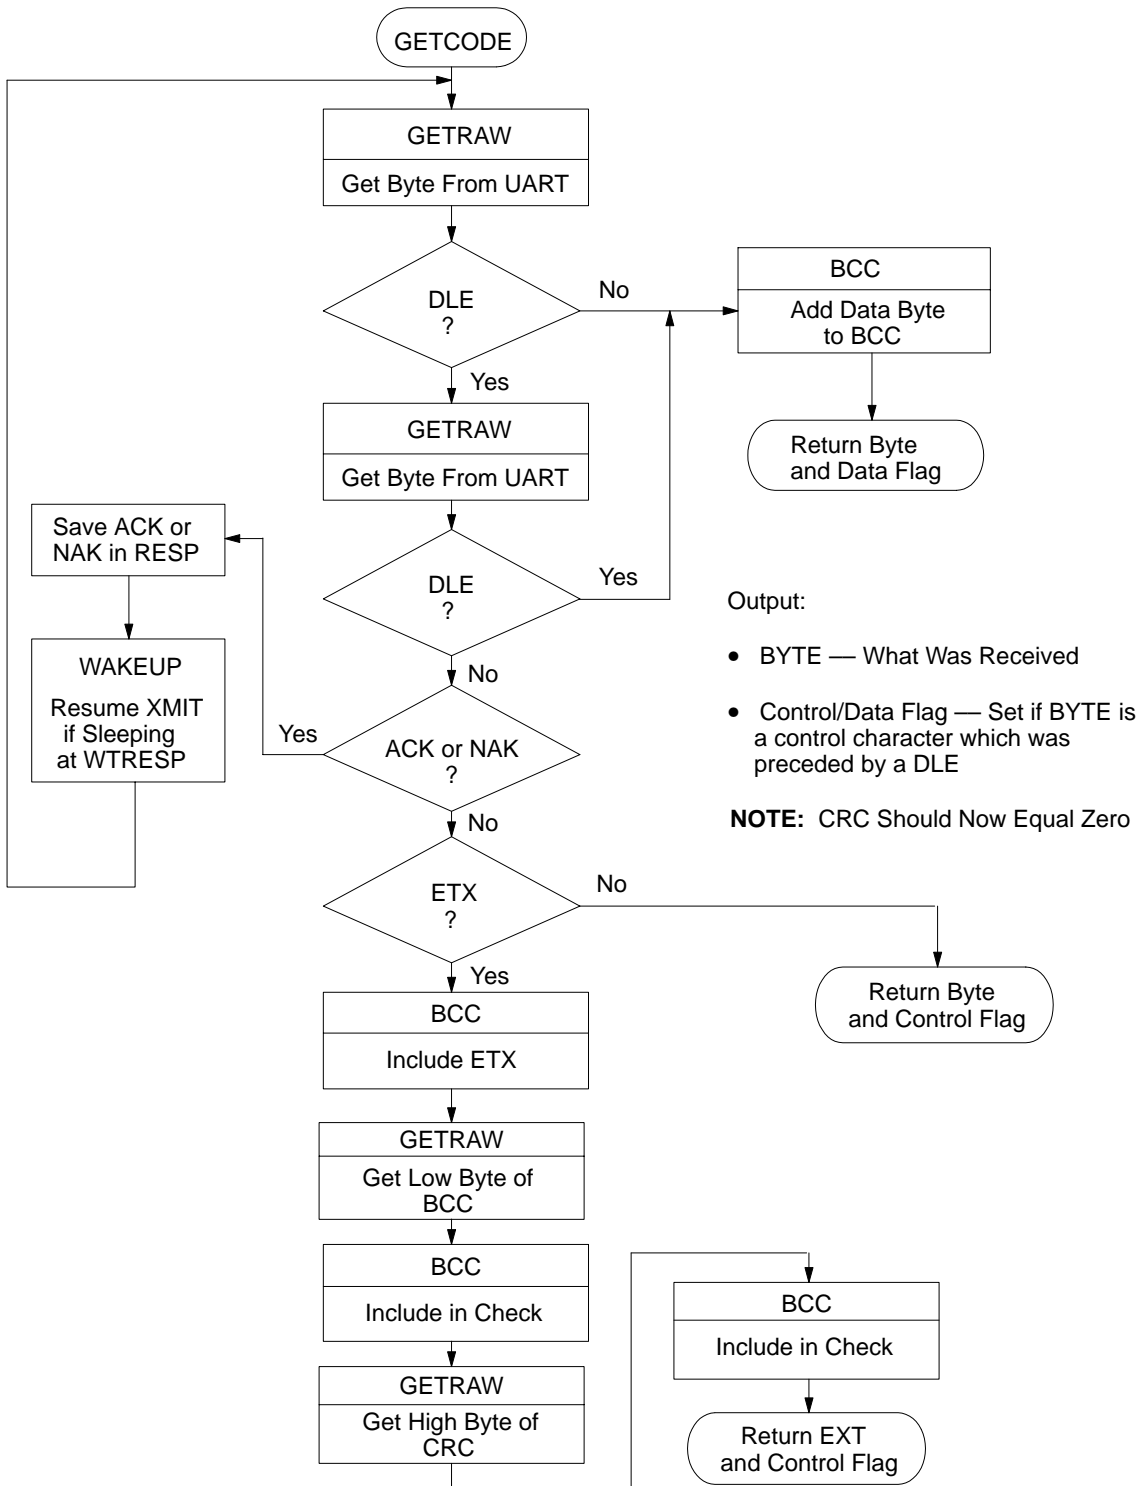 GETCODE
GETRAW
Get Byte From UART
DLE
?
No
Yes
BCC
Add Data Byte
to BCC
Return Byte
and Data Flag
GETRAW
Get Byte From UART
DLE
?
Yes
No
Save ACK or
NAK in RESP
WAKEUP
Resume XMIT
if Sleeping
at WTRESP
Yes
ACK or NAK
?
No
Output:
• BYTE — What Was Received
• Control/Data Flag — Set if BYTE is
a control character which was
preceded by a DLE
NOTE: CRC Should Now Equal Zero
ETX
?
No
Yes
Return Byte
and Control Flag
BCC
Include ETX
GETRAW
Get Low Byte of
BCC
BCC
Include in Check
GETRAW
Get High Byte of
CRC
BCC
Include in Check
Return EXT
and Control Flag